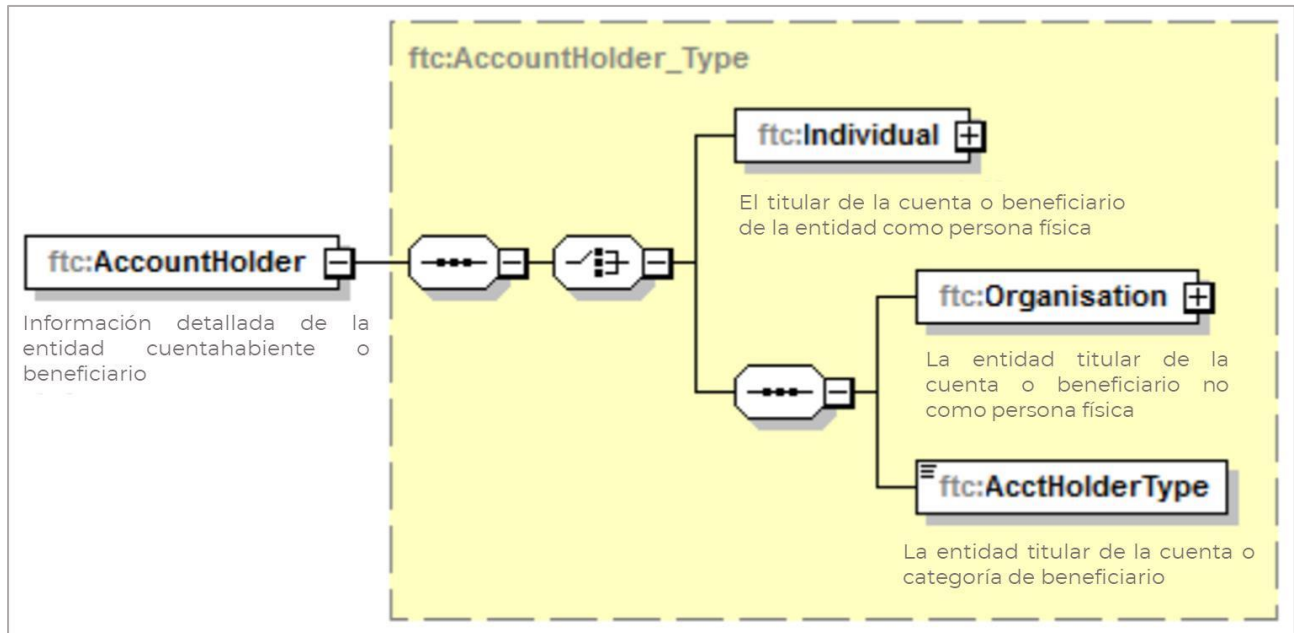 ftc:AccountHolder_Type
ftc:Individual
El titular de la cuenta o beneficiario
de la entidad como persona física
ftc:AccountHolder
Información detallada de la
entidad cuentahabiente o
beneficiario
ftc:Organisation
La entidad titular de la
cuenta o beneficiario no
como persona física
ftc:AcctHolderType
La entidad titular de la cuenta o
categoría de beneficiario